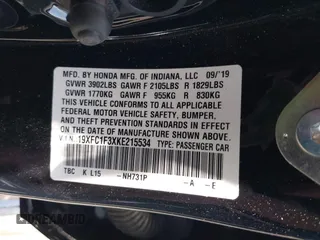 MFD. BY HONDA MFG. OF INDIANA, LLC 09/'19
GVWR 3902LBS GAWR F 2105LBS R 1829LBS
GVWR 1770KG GAWR F 955KG R 830KG
THIS VEHICLE CONFORMS TO ALL APPLICABLE
FEDERAL MOTOR VEHICLE SAFETY, BUMPER,
AND THEFT PREVENTION STANDARDS IN EFFECT
ON THE DATE OF MANUFACTURE SHOWN ABOVE.
V.I.N. 19XFC1F3XKE215534 TYPE: PASSENGER CAR
TBC K L15 -NH731P -A -E
DREAMBID